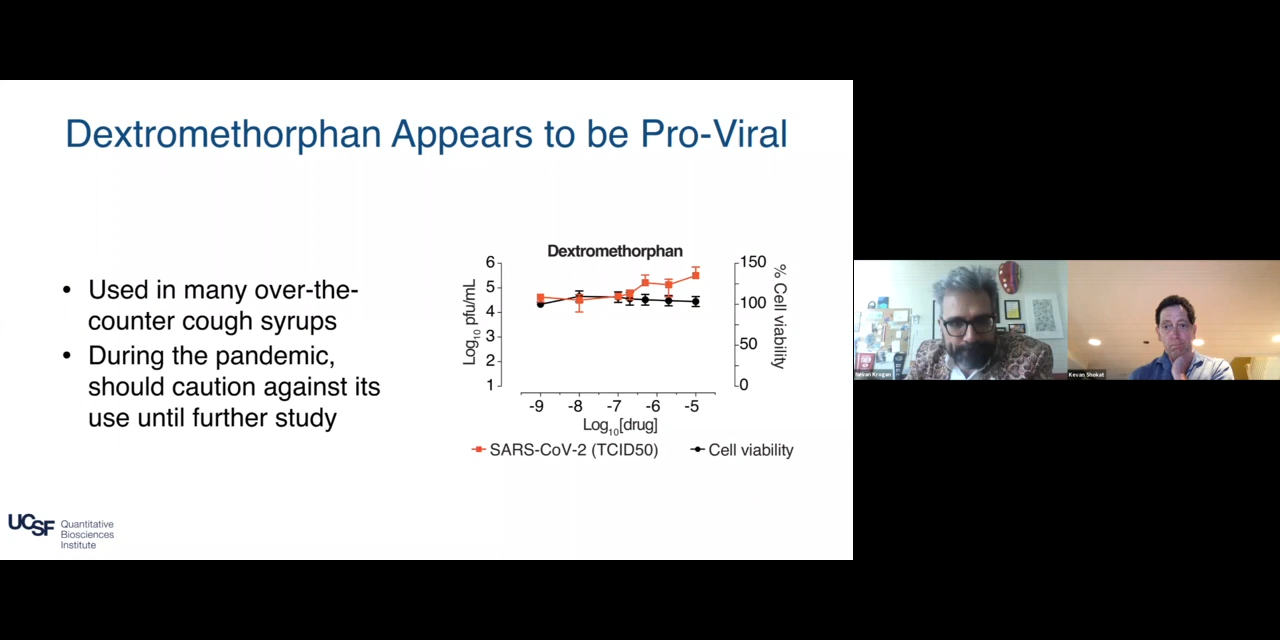 Dextromethorphan Appears to be Pro-Viral
• Used in many over-the-
counter cough syrups
• During the pandemic,
should caution against its
use until further study
Dextromethorphan
6
5
4
3
2
1
Log10 pfu/mL
150
100
50
0
% Cell viability
-9 -8 -7 -6 -5
Log10[drug]
SARS-CoV-2 (TCID50) Cell viability
UCSF
Quantitative
Biosciences
Institute
Nevan Krogan
Kevan Shokat